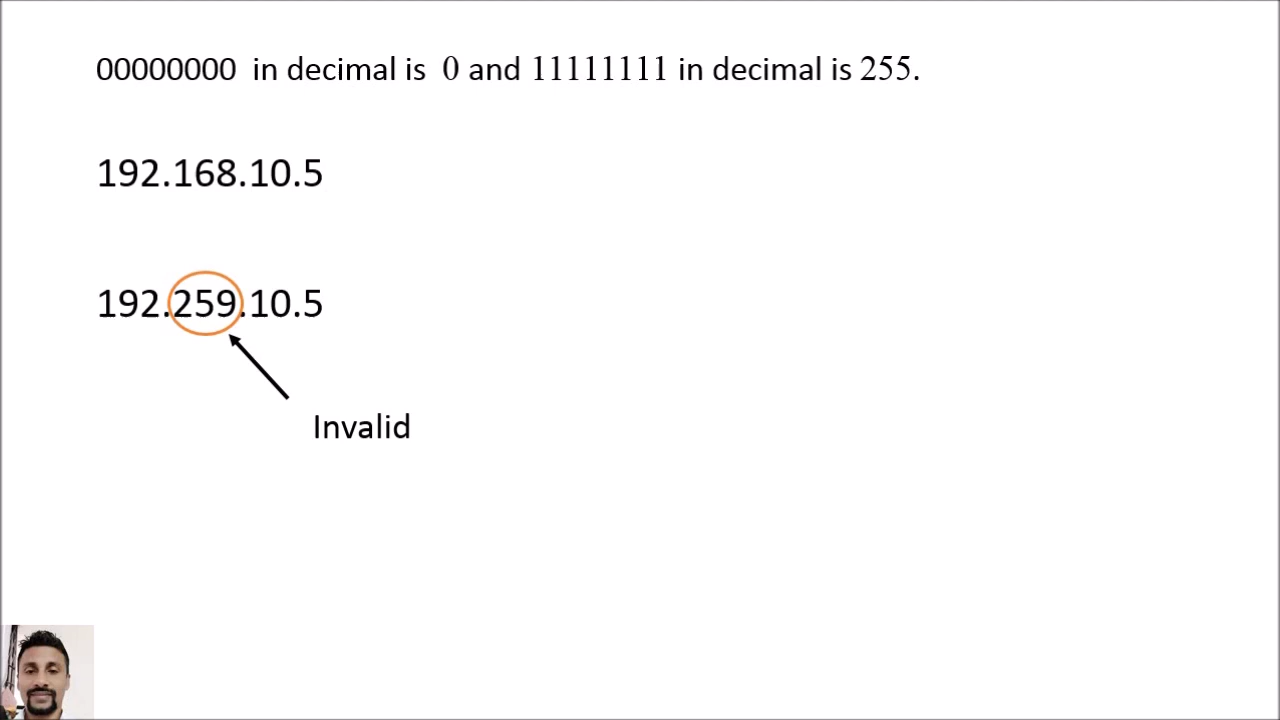 00000000 in decimal is 0 and 11111111 in decimal is 255.
192.168.10.5
192.259.10.5
Invalid